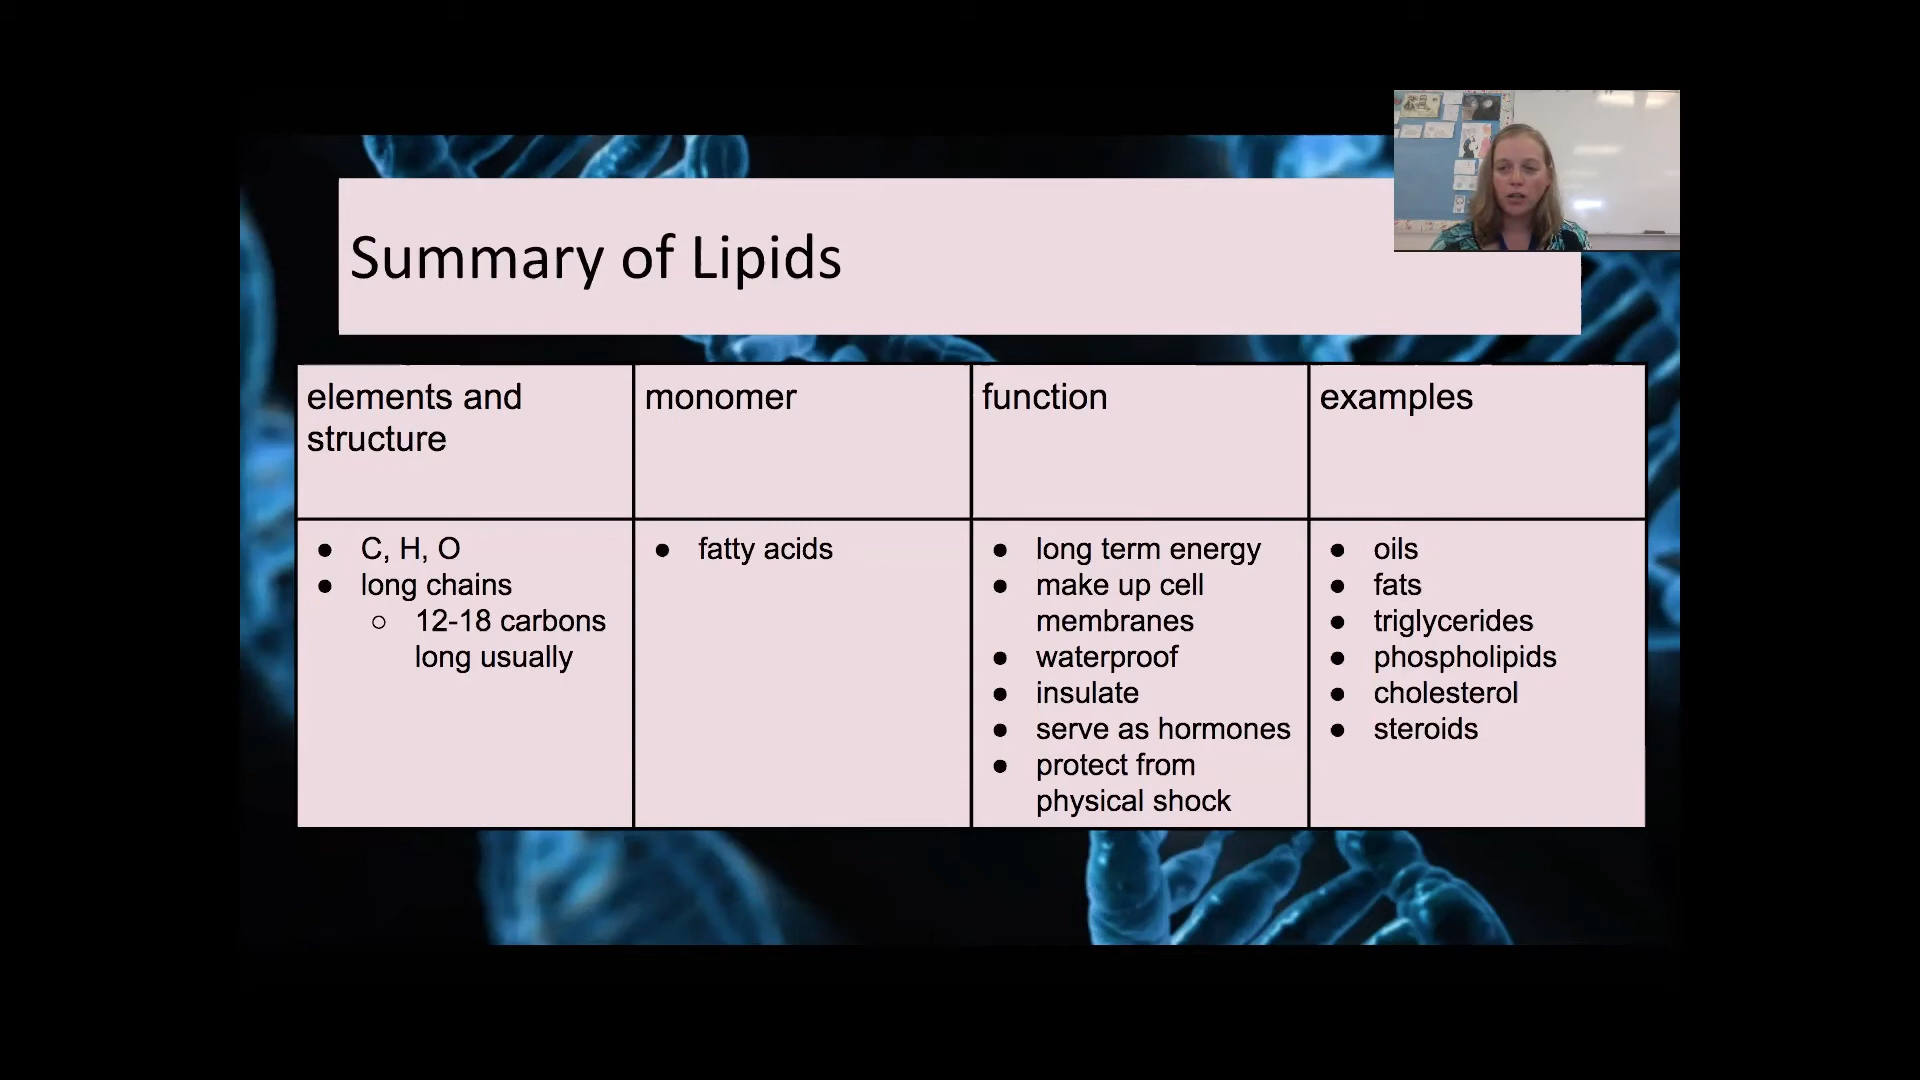 Summary of Lipids
elements and
structure
monomer
function
examples
● C, H, O
● long chains
○ 12-18 carbons
long usually
● fatty acids
● long term energy
● make up cell
membranes
● waterproof
● insulate
● serve as hormones
● protect from
physical shock
● oils
● fats
● triglycerides
● phospholipids
● cholesterol
● steroids